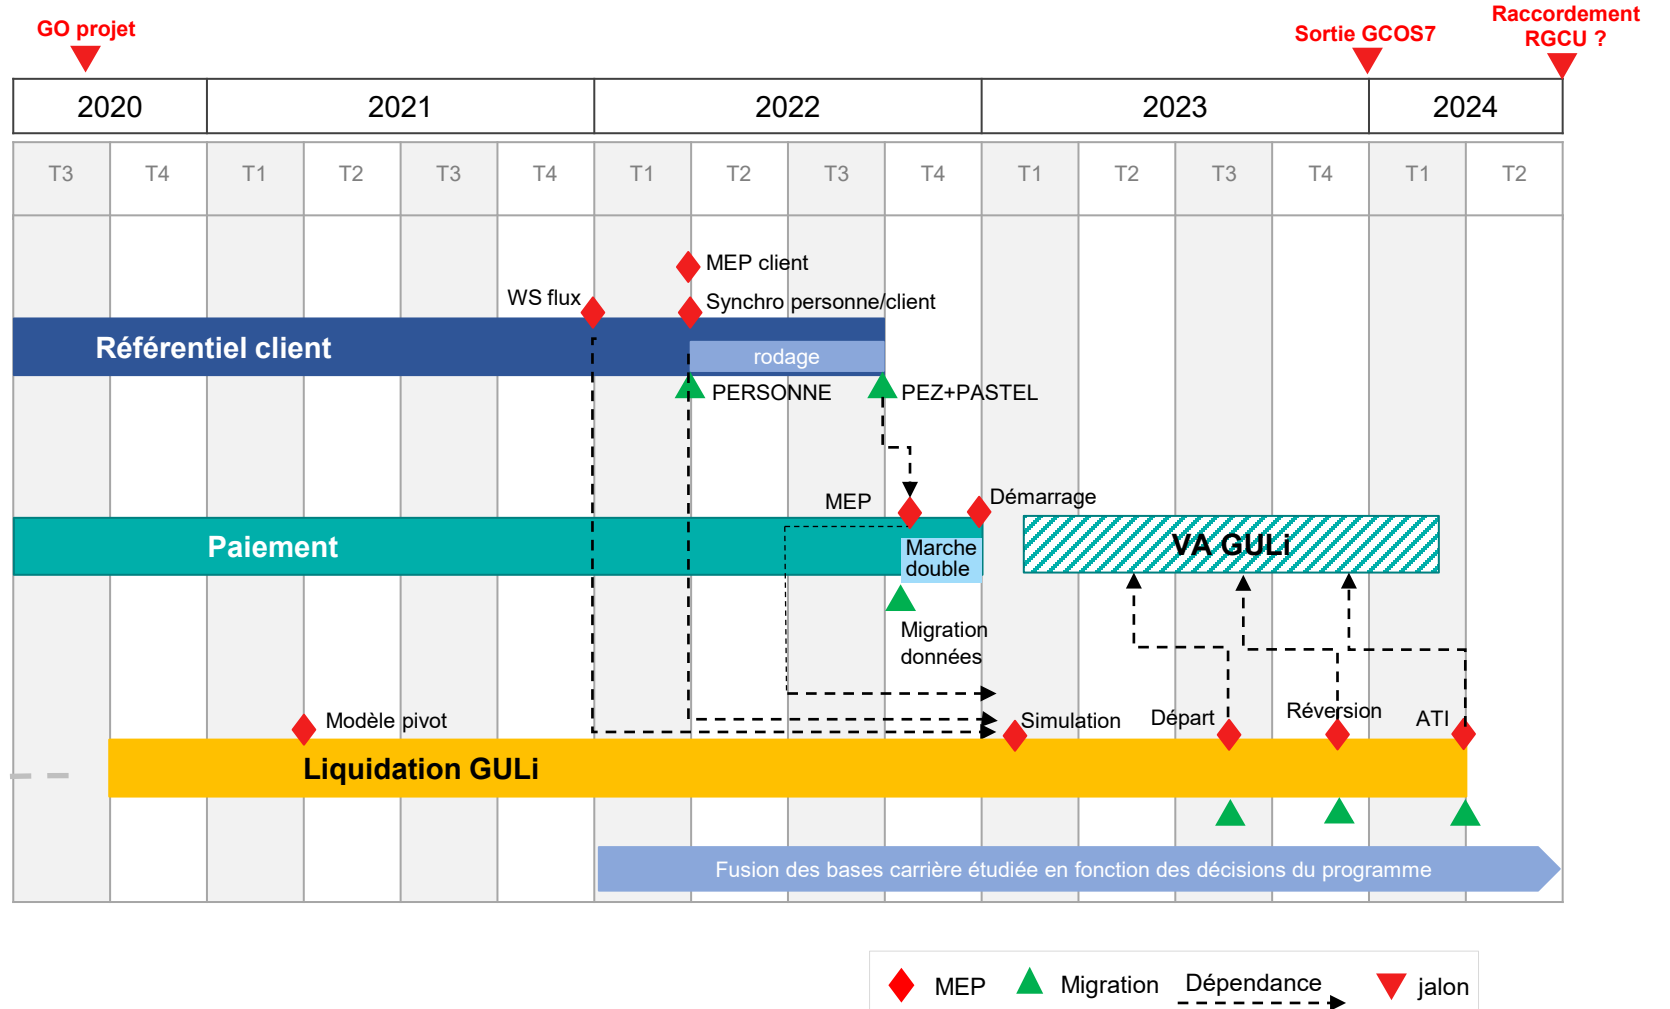 GO projet
Sortie GCOS7
Raccordement
RGCU ?
2020
2021
2022
2023
2024
T3
T4
T1
T2
T3
T4
T1
T2
T3
T4
T1
T2
T3
T4
T1
T2
MEP client
WS flux
Synchro personne/client
Référentiel client
rodage
PERSONNE
PEZ+PASTEL
MEP
Démarrage
Paiement
Marche
double
VA GULi
Migration
données
Modèle pivot
Simulation
Départ
Réversion
ATI
Liquidation GULi
Fusion des bases carrière étudiée en fonction des décisions du programme
MEP
Migration
Dépendance
jalon